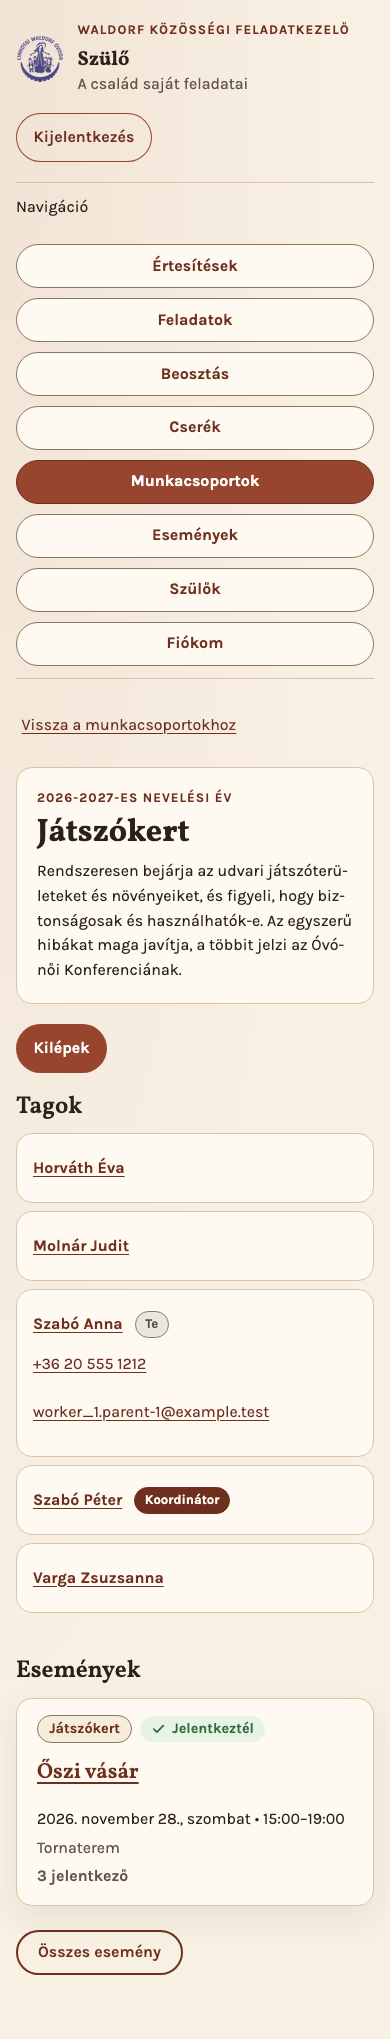 WALDORF KÖZÖSSÉGI FELADATKEZELŐ
Szülő
A család saját feladatai
Kijelentkezés
Navigáció
Értesítések
Feladatok
Beosztás
Cserék
Munkacsoportok
Események
Szülők
Fiókom
Vissza a munkacsoportokhoz
2026-2027-ES NEVELÉSI ÉV
Játszókert
Rendszeresen bejárja az udvari játszóterü-
leteket és növényeiket, és figyeli, hogy biz-
tonságosak és használhatók-e. Az egyszerű
hibákat maga javítja, a többit jelzi az Óvó-
női Konferenciának.
Kilépek
Tagok
Horváth Éva
Molnár Judit
Szabó Anna Te
+36 20 555 1212
worker_1.parent-1@example.test
Szabó Péter Koordinátor
Varga Zsuzsanna
Események
Játszókert ✓ Jelentkeztél
Őszi vásár
2026. november 28., szombat • 15:00–19:00
Tornaterem
3 jelentkező
Összes esemény